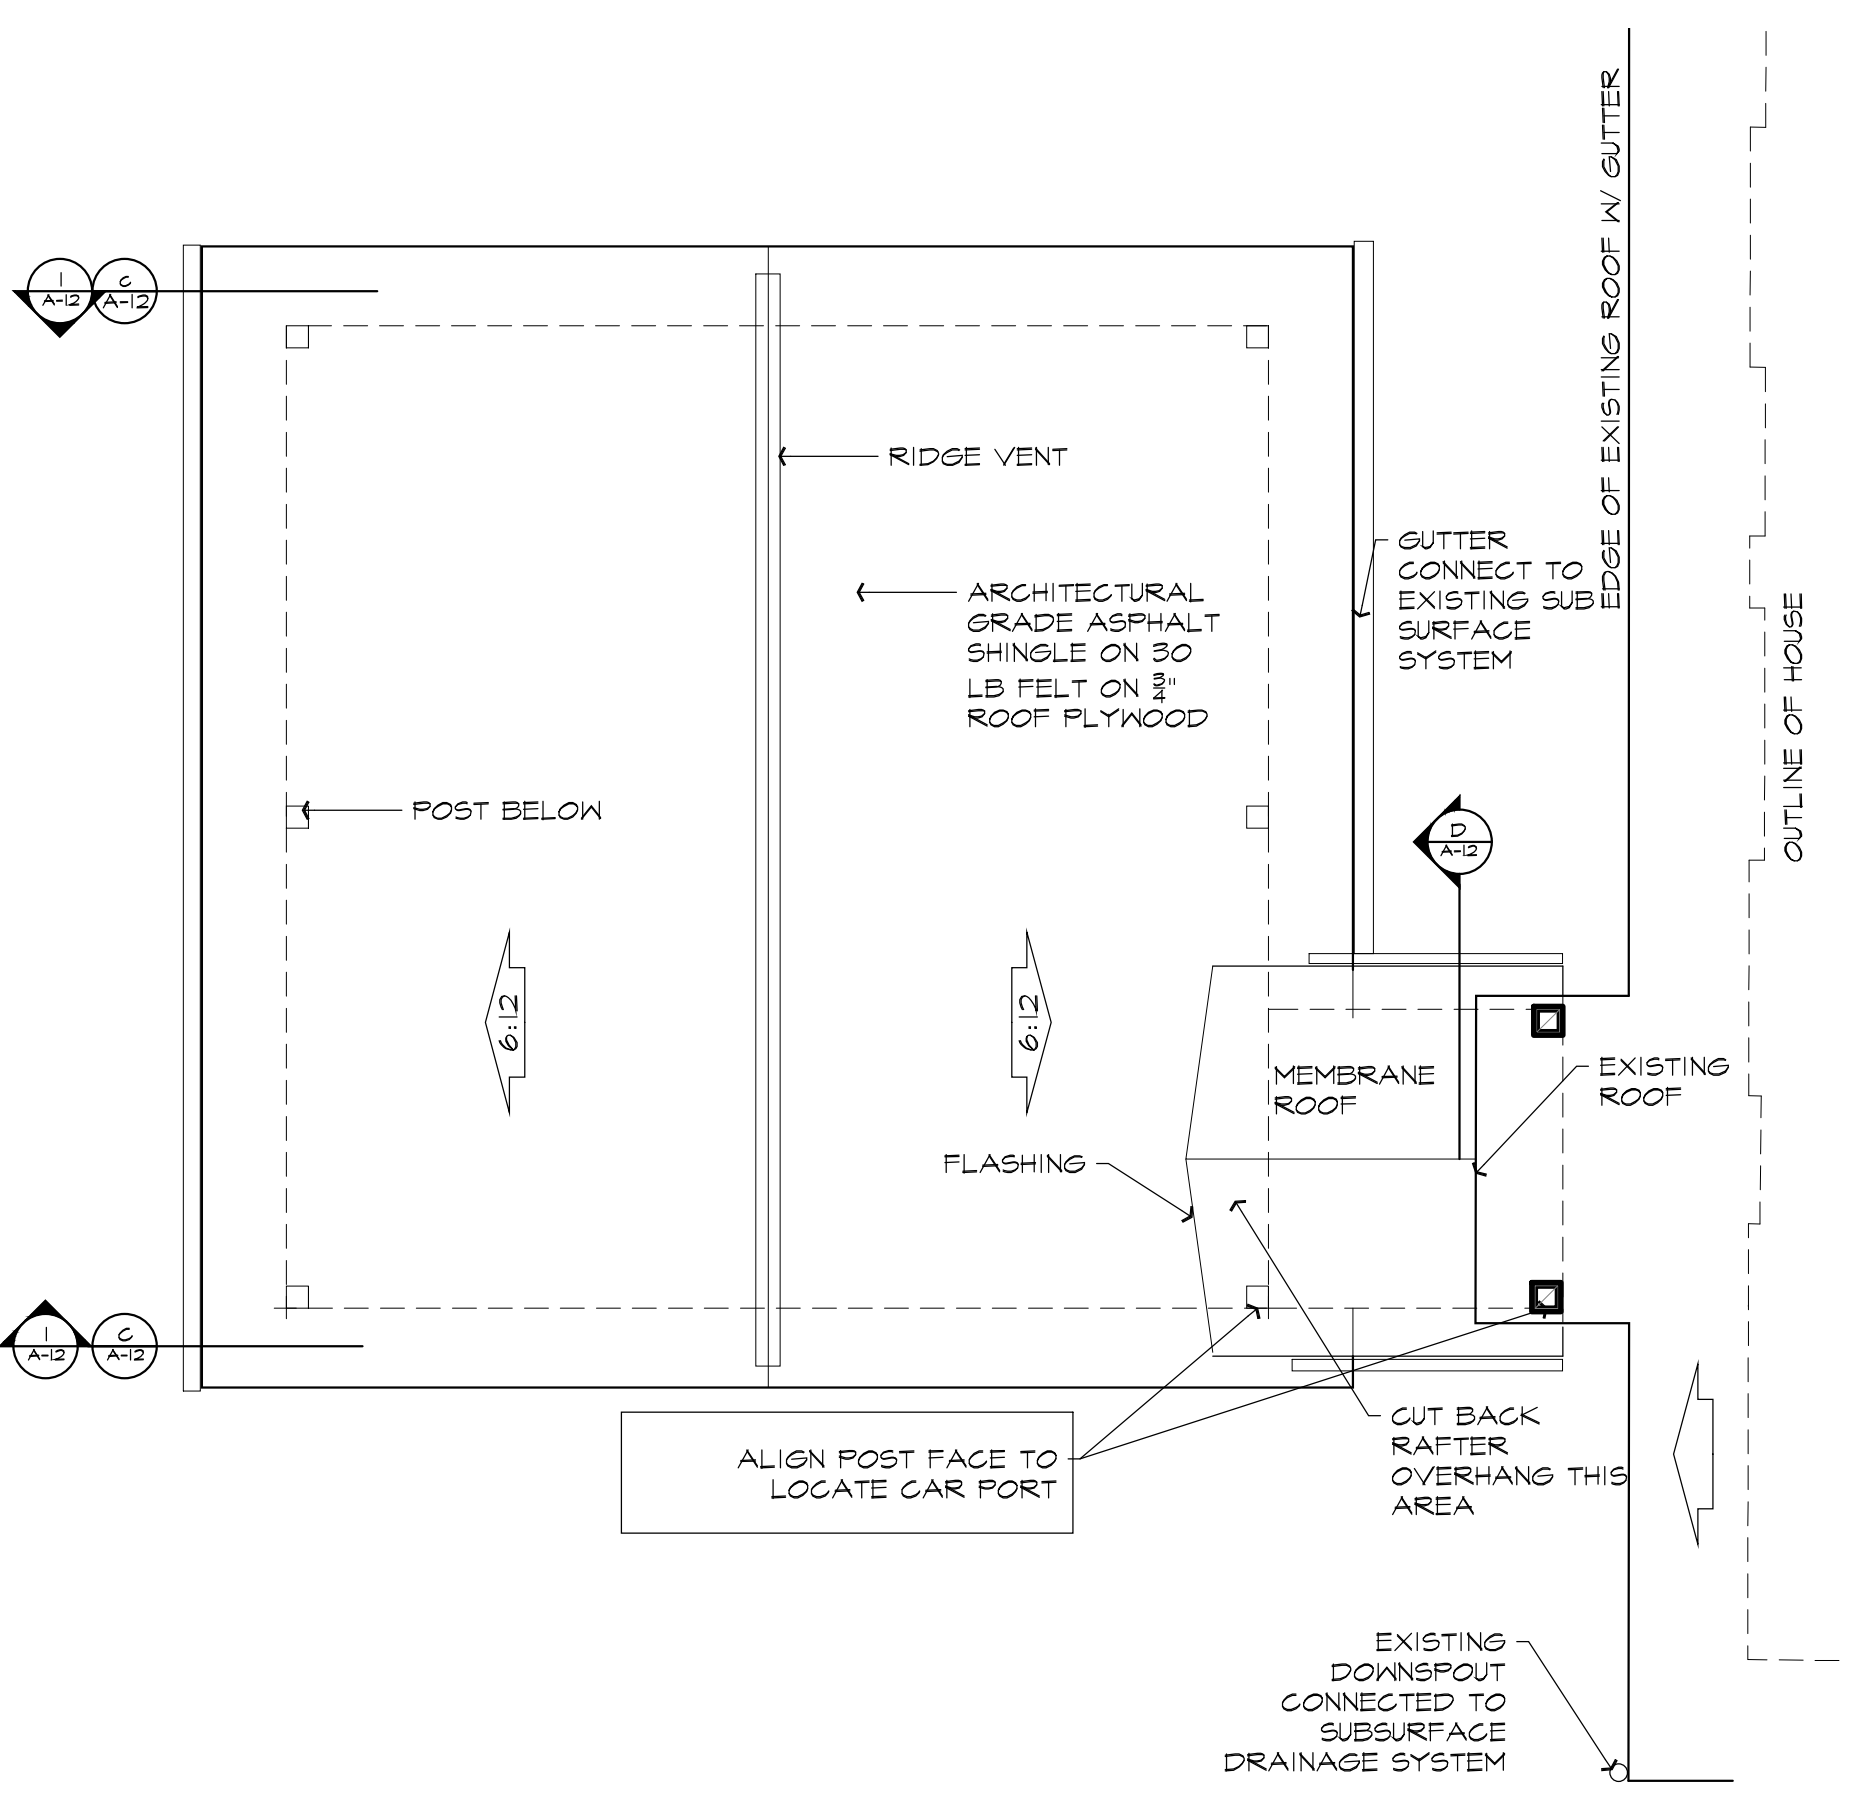 EDGE OF EXISTING ROOF W/ GUTTER
1
A-12
C
A-12
RIDGE VENT
GUTTER
CONNECT TO
EXISTING SUB
SURFACE
SYSTEM
ARCHITECTURAL
GRADE ASPHALT
SHINGLE ON 30
LB FELT ON 3/4"
ROOF PLYWOOD
OUTLINE OF HOUSE
POST BELOW
D
A-12
6:12
6:12
MEMBRANE
ROOF
EXISTING
ROOF
FLASHING
1
A-12
C
A-12
CUT BACK
RAFTER
OVERHANG THIS
AREA
ALIGN POST FACE TO
LOCATE CAR PORT
EXISTING
DOWNSPOUT
CONNECTED TO
SUBSURFACE
DRAINAGE SYSTEM